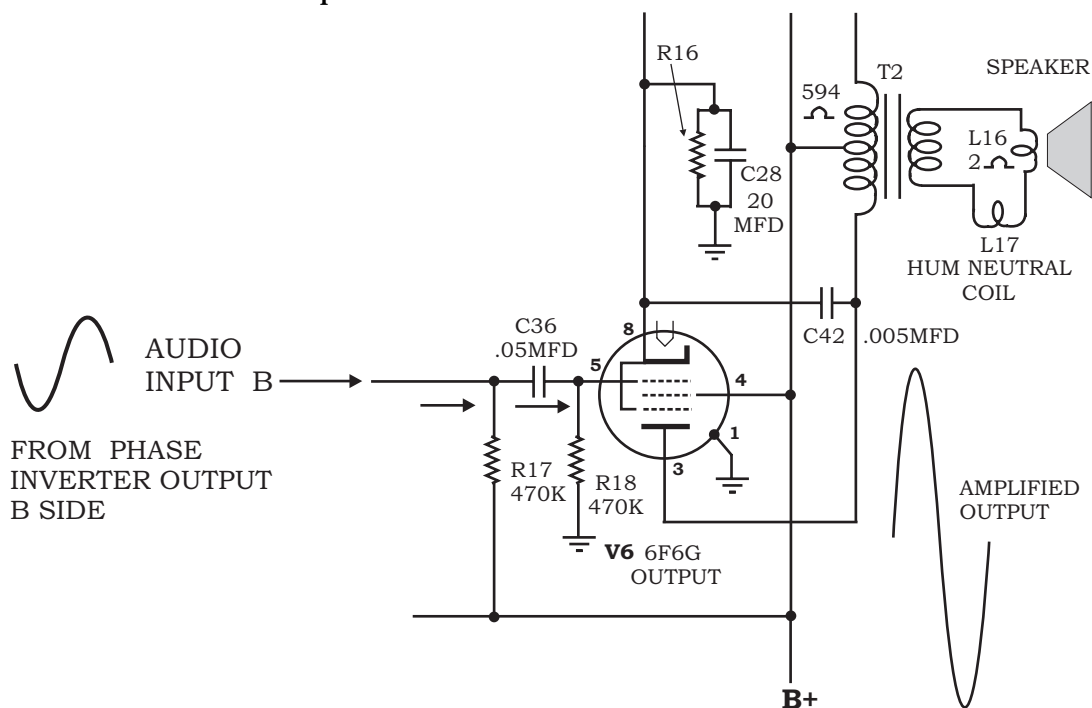 R16
594
T2
SPEAKER
L16
2
C28
20
MFD
L17
HUM NEUTRAL
COIL
C36
.05MFD
8
5
4
1
3
C42 .005MFD
AUDIO
INPUT B
FROM PHASE
INVERTER OUTPUT
B SIDE
R17
470K
R18
470K
V6 6F6G
OUTPUT
AMPLIFIED
OUTPUT
B+